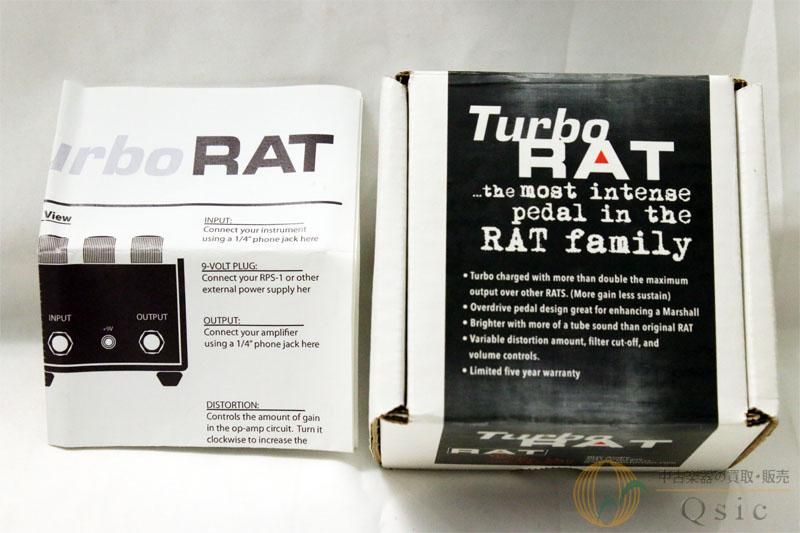 urbo RAT
View
INPUT:
Connect your instrument
using a 1/4" phone jack here
9-VOLT PLUG:
Connect your RPS-1 or other
external power supply her
INPUT
+9V
OUTPUT
OUTPUT:
Connect your amplifier
using a 1/4" phone jack here
DISTORTION:
Controls the amount of gain
in the op-amp circuit. Turn it
clockwise to increase the
Turbo
RAT
...the most intense
pedal in the
RAT family
• Turbo charged with more than double the maximum
output over other RATS. (More gain less sustain)
• Overdrive pedal design great for enhancing a Marshall
• Brighter with more of a tube sound than original RAT
• Variable distortion amount, filter cut-off, and
volume controls.
• Limited five year warranty
Turbo
RAT
RAT
中古楽器の買取・販売
Qsic